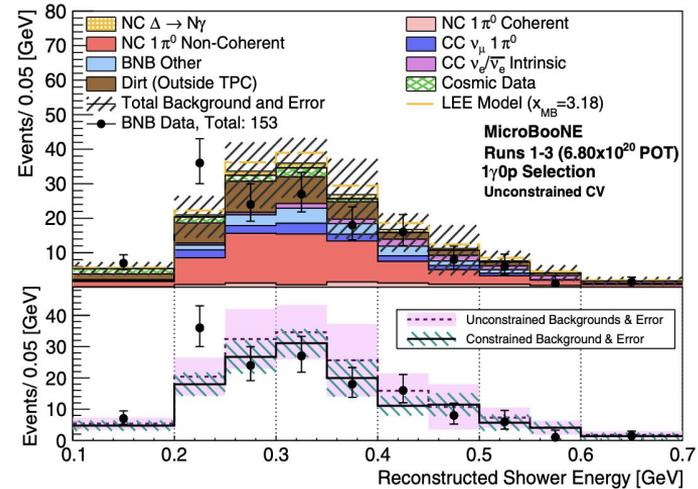 80
70
60
50
40
30
20
10
Events/ 0.05 [GeV]
NC Δ → Nγ
NC 1π⁰ Non-Coherent
BNB Other
Dirt (Outside TPC)
Total Background and Error
BNB Data, Total: 153
NC 1π⁰ Coherent
CC νμ 1π⁰
CC νe/ν̅e̅ Intrinsic
Cosmic Data
LEE Model (xMB=3.18)
MicroBooNE
Runs 1-3 (6.80x10²⁰ POT)
1γ0p Selection
Unconstrained CV
40
30
20
10
0
Events/ 0.05 [GeV]
Unconstrained Backgrounds & Error
Constrained Background & Error
0.1 0.2 0.3 0.4 0.5 0.6 0.7
Reconstructed Shower Energy [GeV]